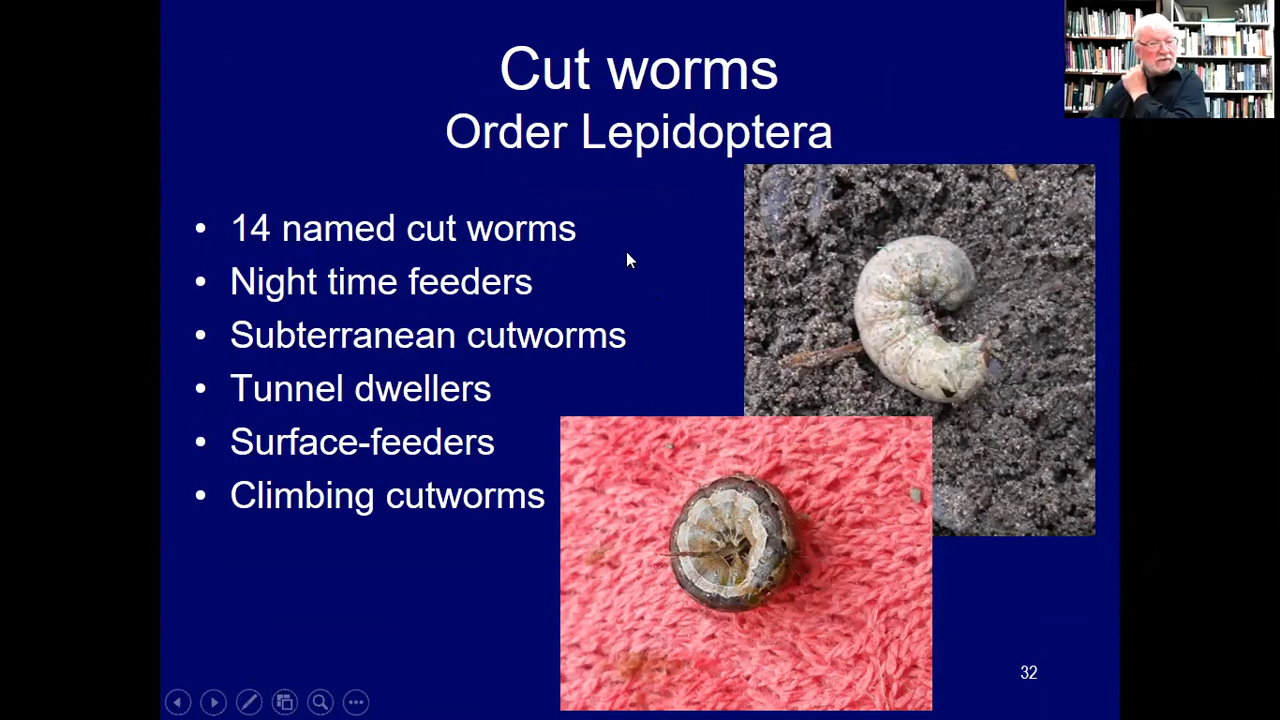 Cut worms
Order Lepidoptera
• 14 named cut worms
• Night time feeders
• Subterranean cutworms
• Tunnel dwellers
• Surface-feeders
• Climbing cutworms
32